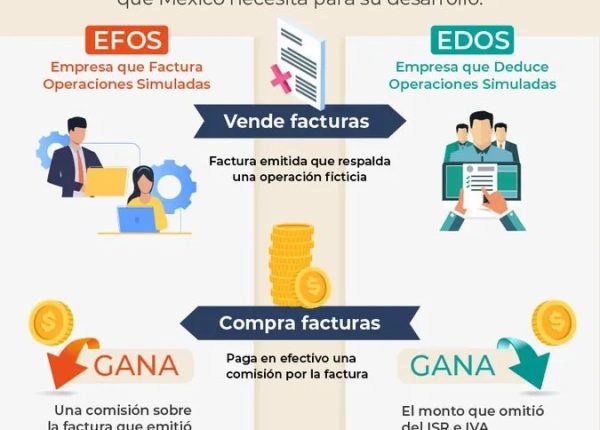 que México necesita para su desarrollo.
EFOS
Empresa que Factura
Operaciones Simuladas
EDOS
Empresa que Deduce
Operaciones Simuladas
Vende facturas
Factura emitida que respalda
una operación ficticia
Compra facturas
Paga en efectivo una
comisión por la factura
GANA
Una comisión sobre
la factura que emitió
GANA
El monto que omitió
del ISR e IVA